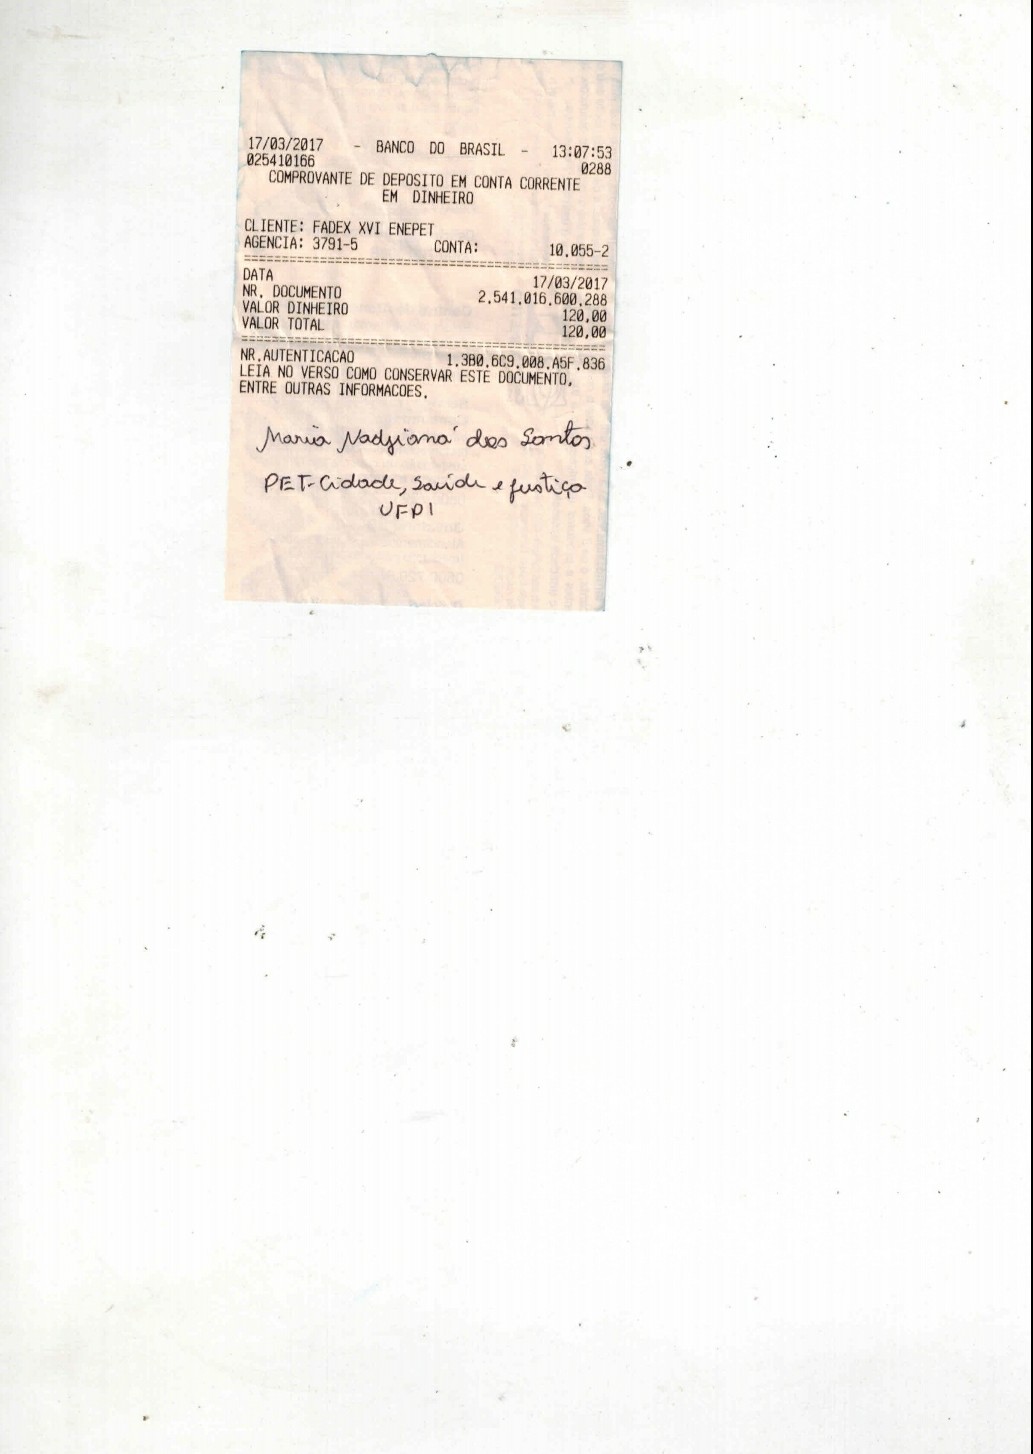 17/03/2017 - BANCO DO BRASIL - 13:07:53
025410166 0288
COMPROVANTE DE DEPOSITO EM CONTA CORRENTE
EM DINHEIRO
CLIENTE: FADEX XVI ENEPET
AGENCIA: 3791-5 CONTA: 10.055-2
================================================
DATA 17/03/2017
NR. DOCUMENTO 2.541.016.600.288
VALOR DINHEIRO 120,00
VALOR TOTAL 120,00
================================================
NR.AUTENTICACAO 1.3B0.6C9.008.A5F.836
LEIA NO VERSO COMO CONSERVAR ESTE DOCUMENTO,
ENTRE OUTRAS INFORMACOES.
Maria Nadziana dos Santos
PET-Cidade, Saúde e justiça
UFPI